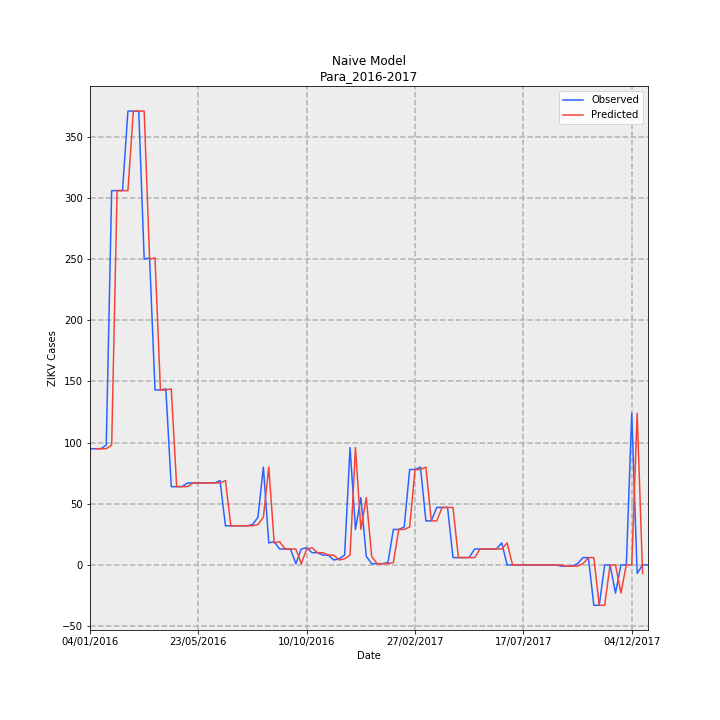 Naive Model
Para_2016-2017
Observed
Predicted
350
300
250
200
150
100
50
0
−50
ZIKV Cases
04/01/2016 23/05/2016 10/10/2016 27/02/2017 17/07/2017 04/12/2017
Date